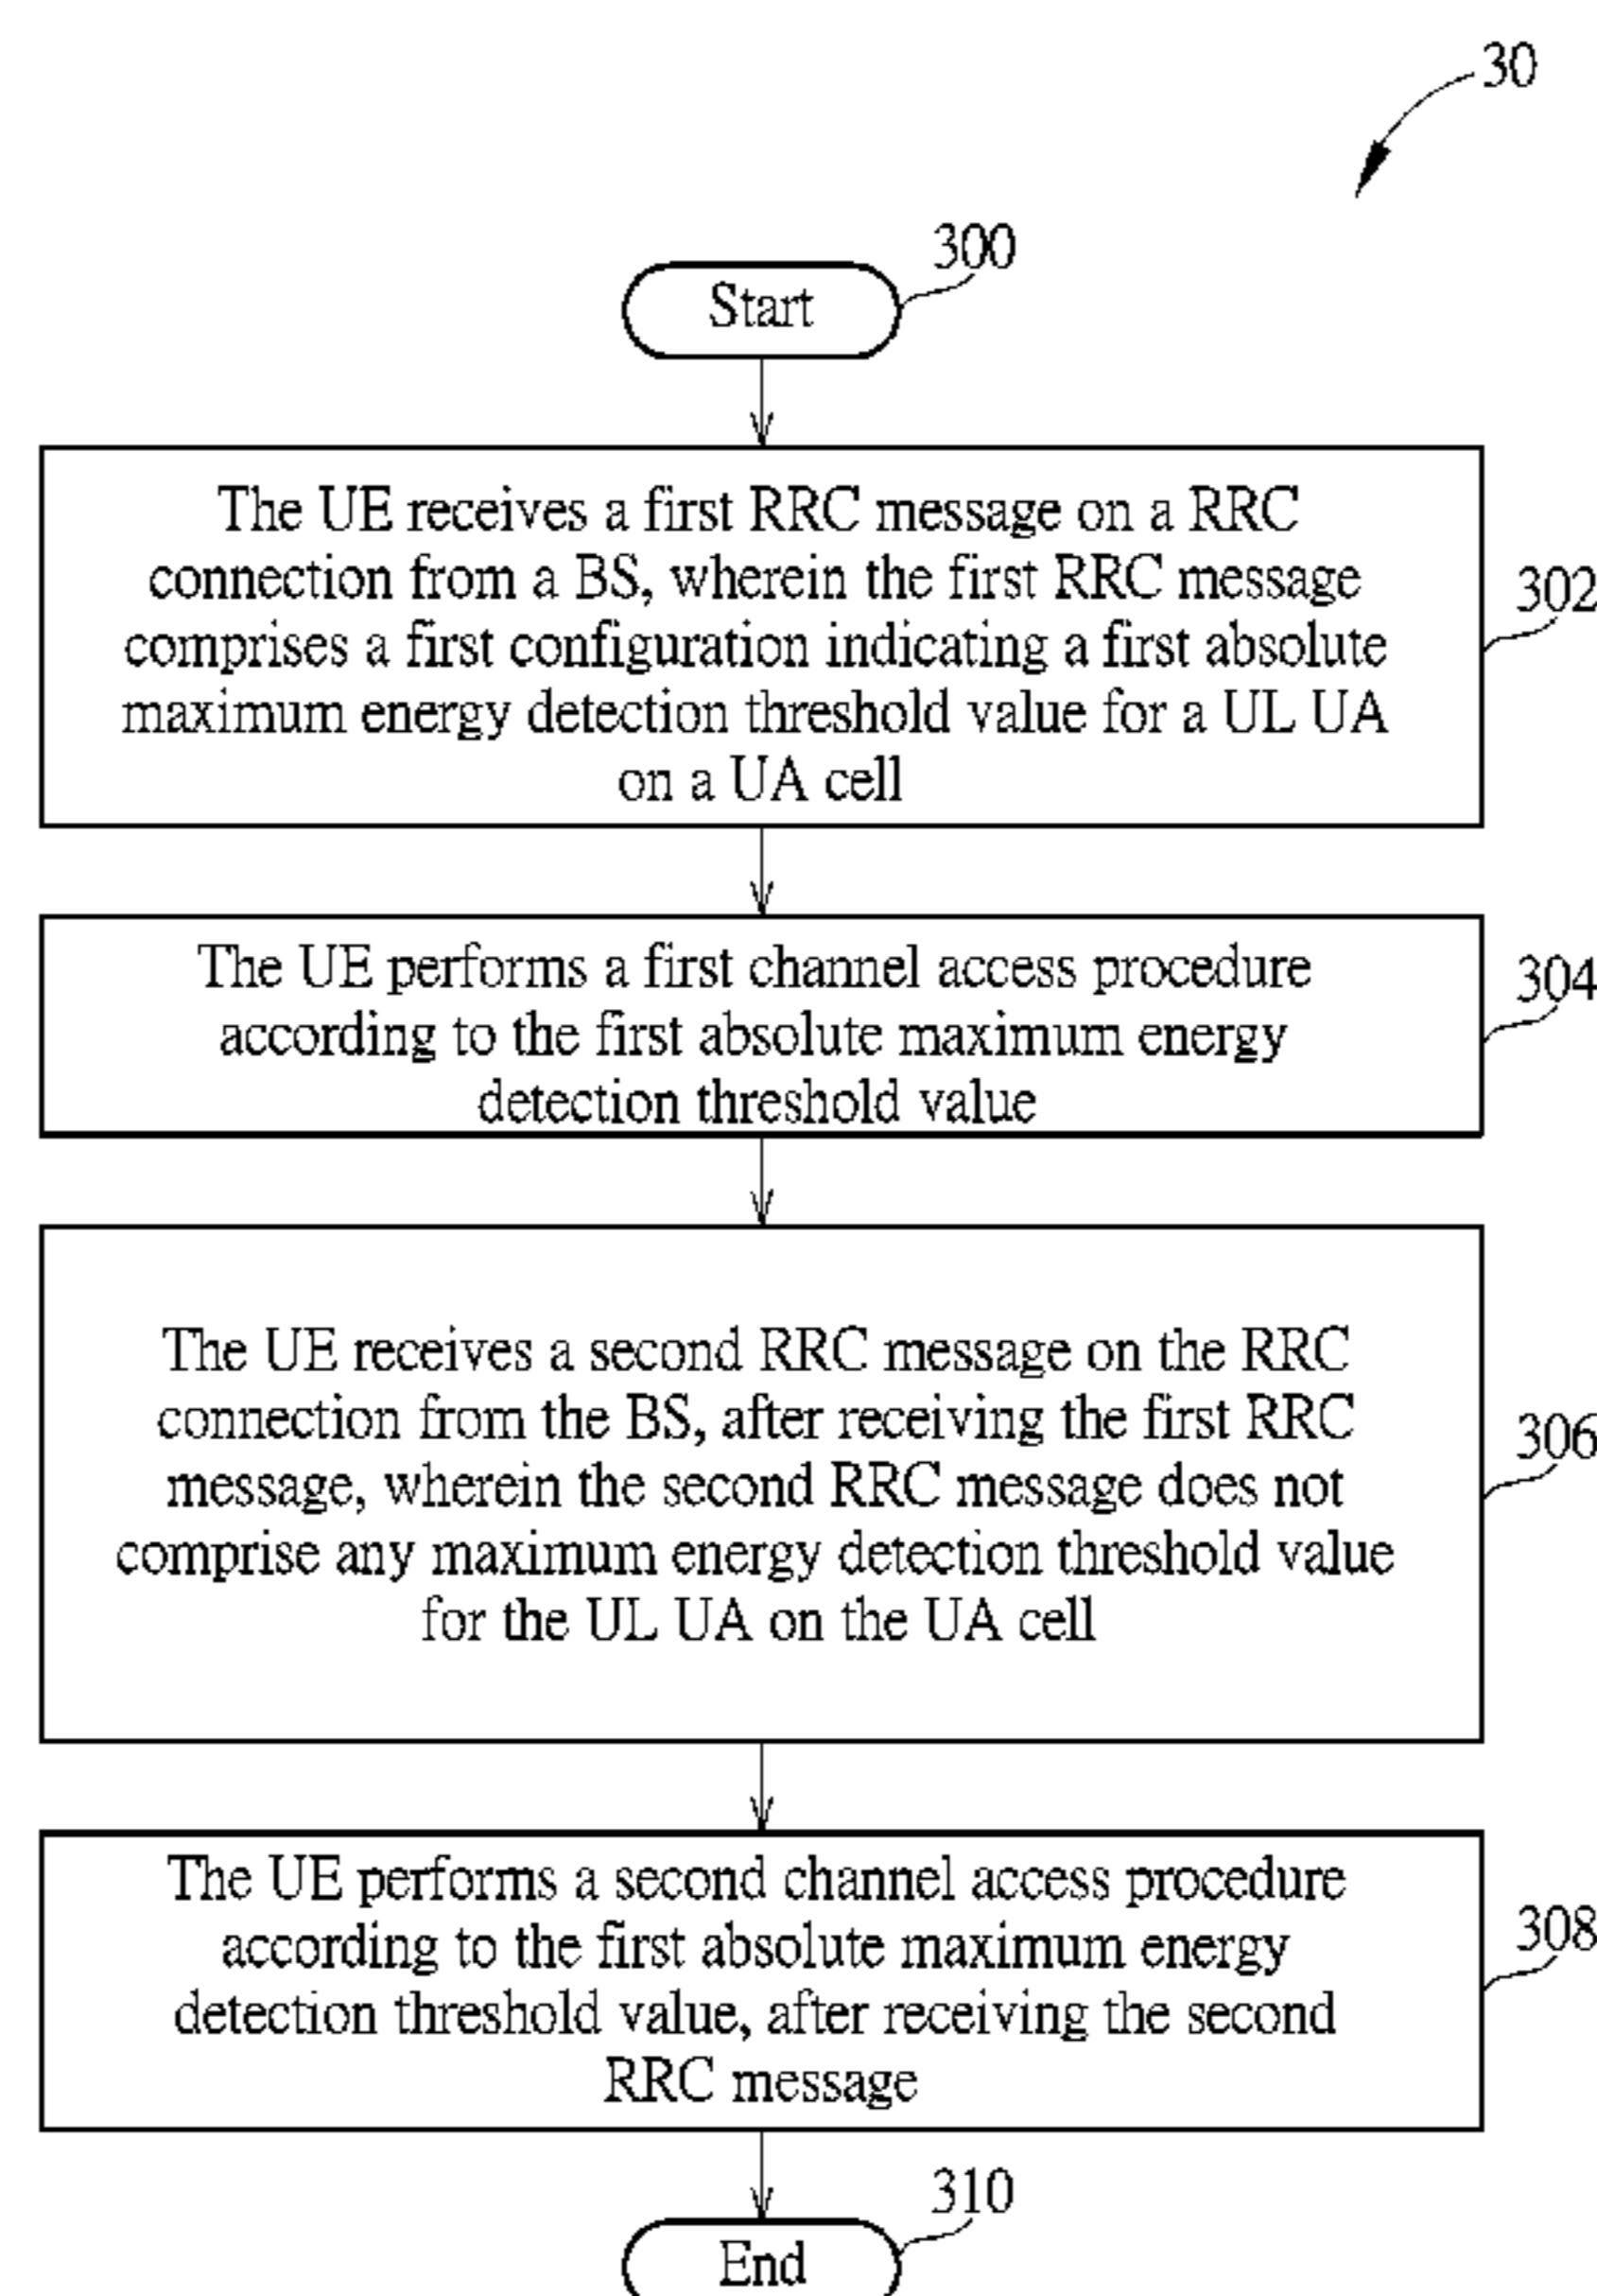 30
300
Start
The UE receives a first RRC message on a RRC
connection from a BS, wherein the first RRC message
comprises a first configuration indicating a first absolute
maximum energy detection threshold value for a UL UA
on a UA cell
302
The UE performs a first channel access procedure
according to the first absolute maximum energy
detection threshold value
304
The UE receives a second RRC message on the RRC
connection from the BS, after receiving the first RRC
message, wherein the second RRC message does not
comprise any maximum energy detection threshold value
for the UL UA on the UA cell
306
The UE performs a second channel access procedure
according to the first absolute maximum energy
detection threshold value, after receiving the second
RRC message
308
310
End